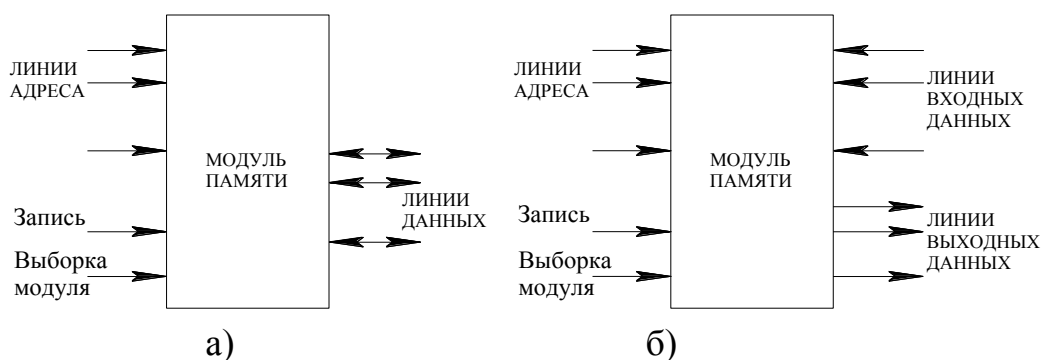 ЛИНИИ
АДРЕСА
МОДУЛЬ
ПАМЯТИ
ЛИНИИ
ДАННЫХ
Запись
Выборка
модуля
а)
ЛИНИИ
АДРЕСА
МОДУЛЬ
ПАМЯТИ
ЛИНИИ
ВХОДНЫХ
ДАННЫХ
Запись
Выборка
модуля
ЛИНИИ
ВЫХОДНЫХ
ДАННЫХ
б)